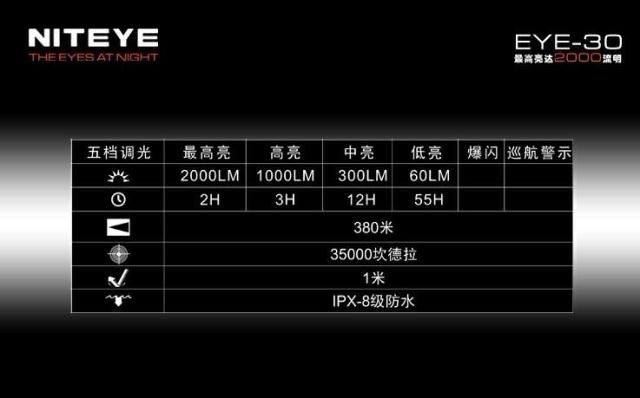 NITEYE
THE EYES AT NIGHT
EYE-30
最高亮达2000流明
五档调光 最高亮 高亮 中亮 低亮 爆闪 巡航警示
2000LM 1000LM 300LM 60LM
2H 3H 12H 55H
380米
35000坎德拉
1米
IPX-8级防水